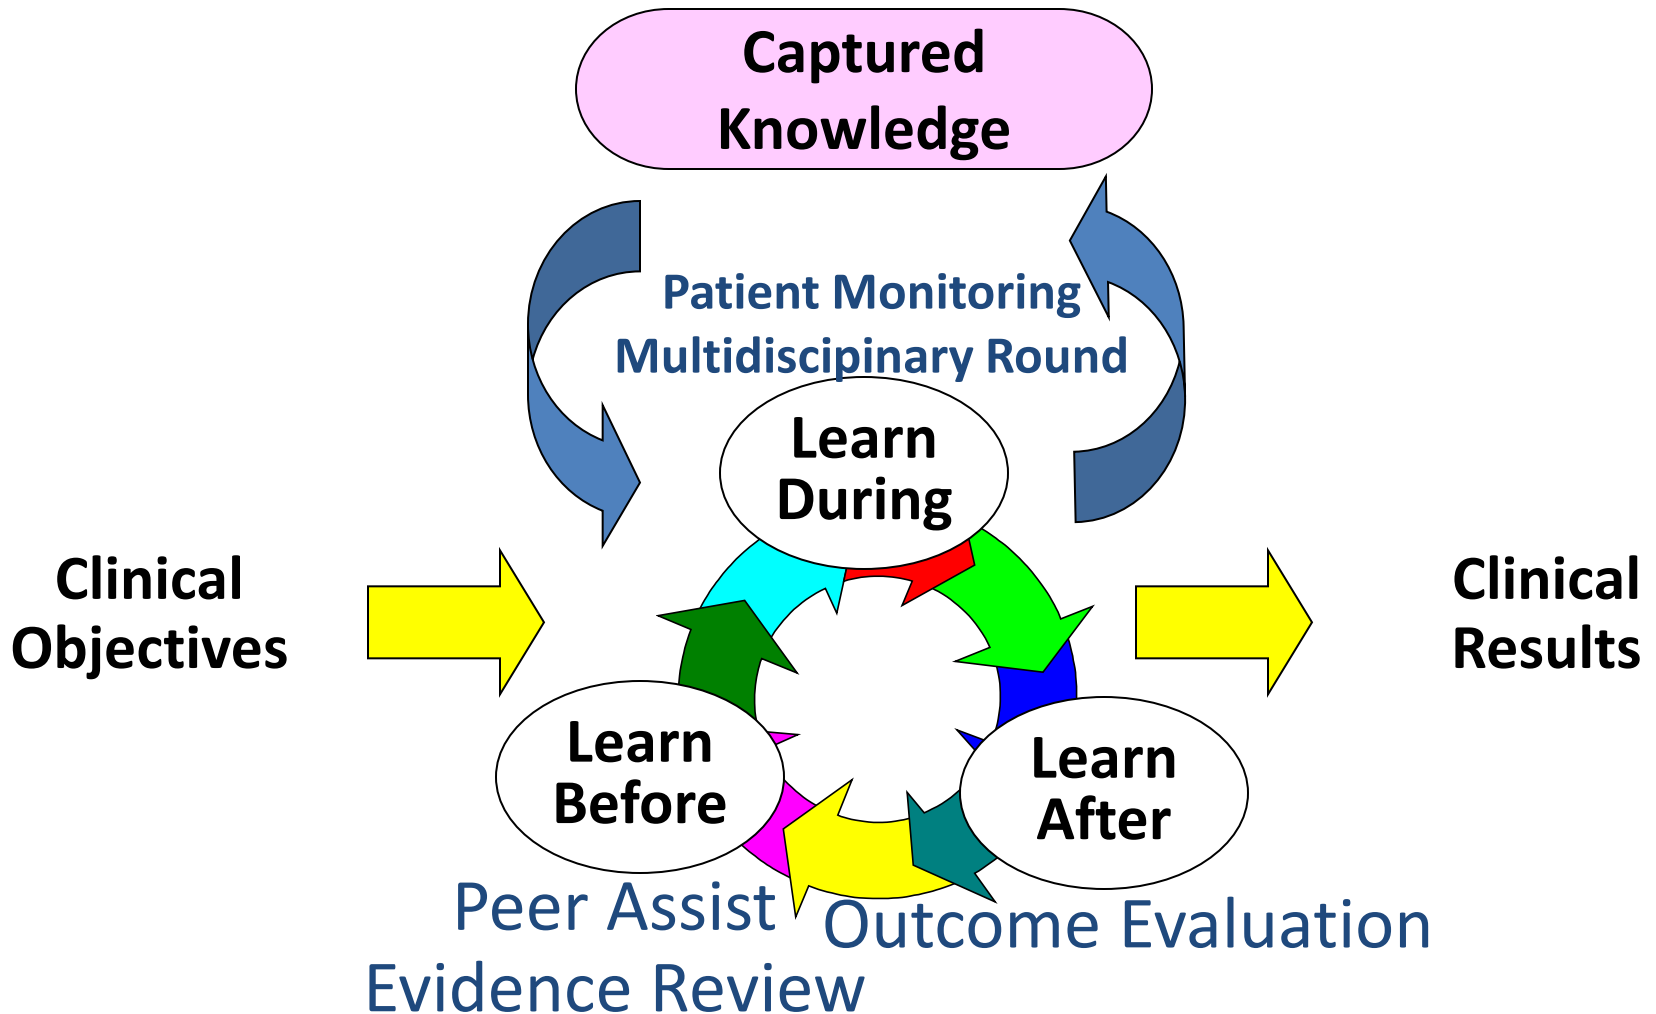 Captured
Knowledge
Patient Monitoring
Multidiscipinary Round
Learn
During
Clinical
Objectives
Clinical
Results
Learn
Before
Learn
After
Peer Assist
Evidence Review
Outcome Evaluation